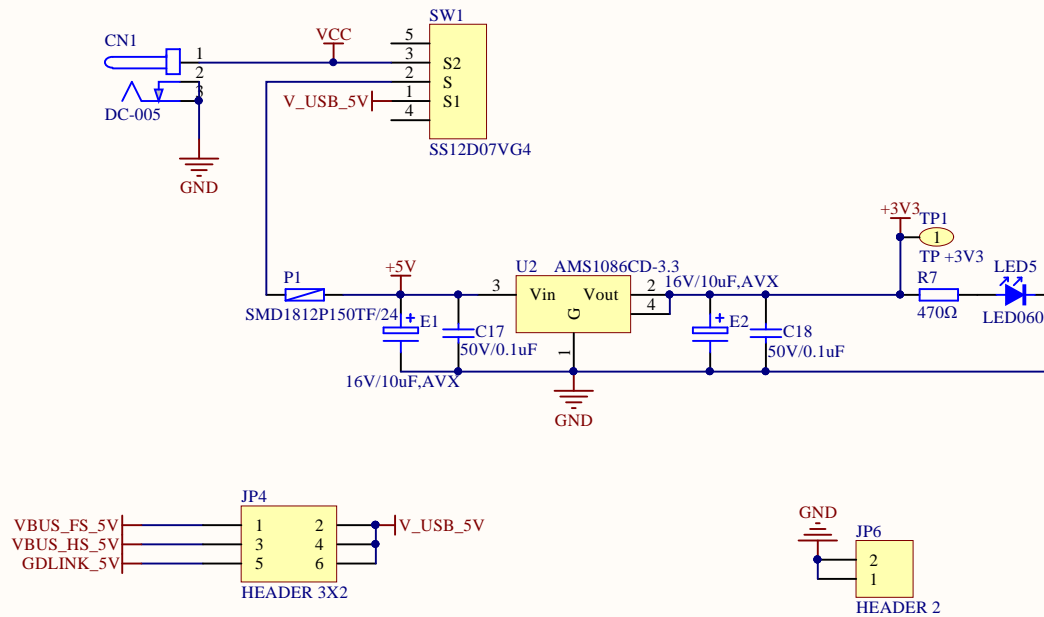 SW1
CN1
VCC
5
1
3
S2
2
2
S
3
V_USB_5V
1
S1
DC-005
4
SS12D07VG4
GND
+3V3
TP1
1
TP +3V3
P1
+5V
U2
AMS1086CD-3.3
16V/10uF,AVX
R7
LED5
3
Vin
Vout
2
4
G
SMD1812P150TF/24
E1
C17
50V/0.1uF
E2
C18
50V/0.1uF
470Ω
LED060
1
16V/10uF,AVX
GND
JP4
VBUS_FS_5V
1
2
V_USB_5V
VBUS_HS_5V
3
4
GDLINK_5V
5
6
HEADER 3X2
GND
JP6
2
1
HEADER 2